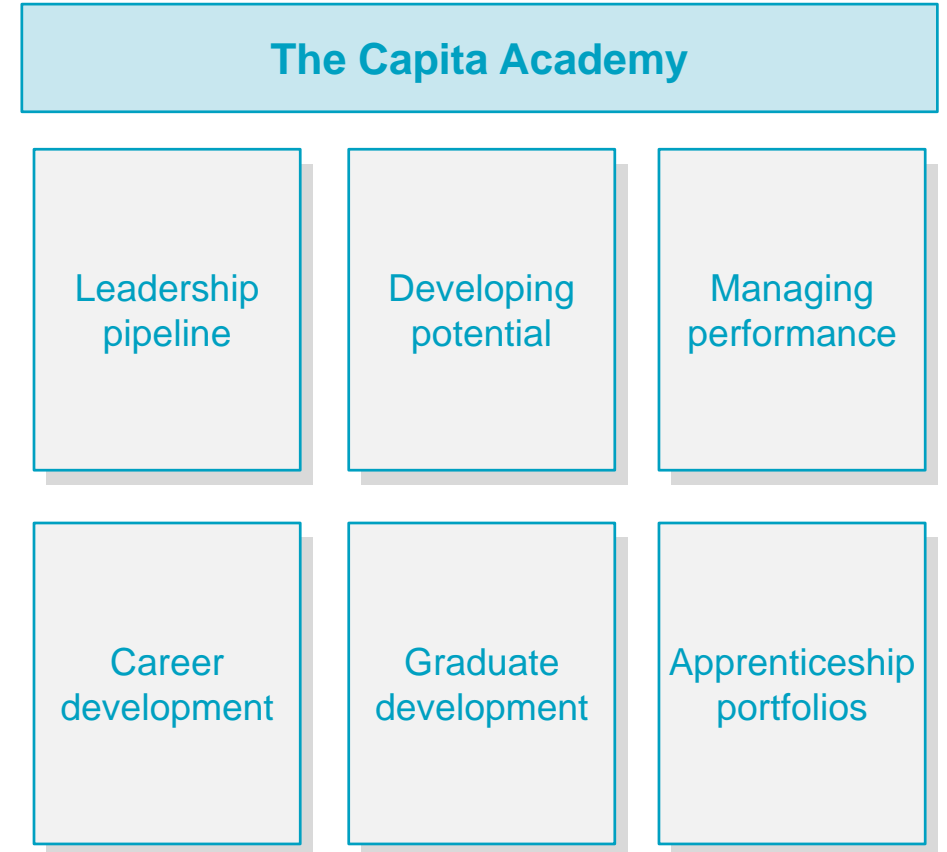 The Capita Academy
Leadership
pipeline
Developing
potential
Managing
performance
Career
development
Graduate
development
Apprenticeship
portfolios